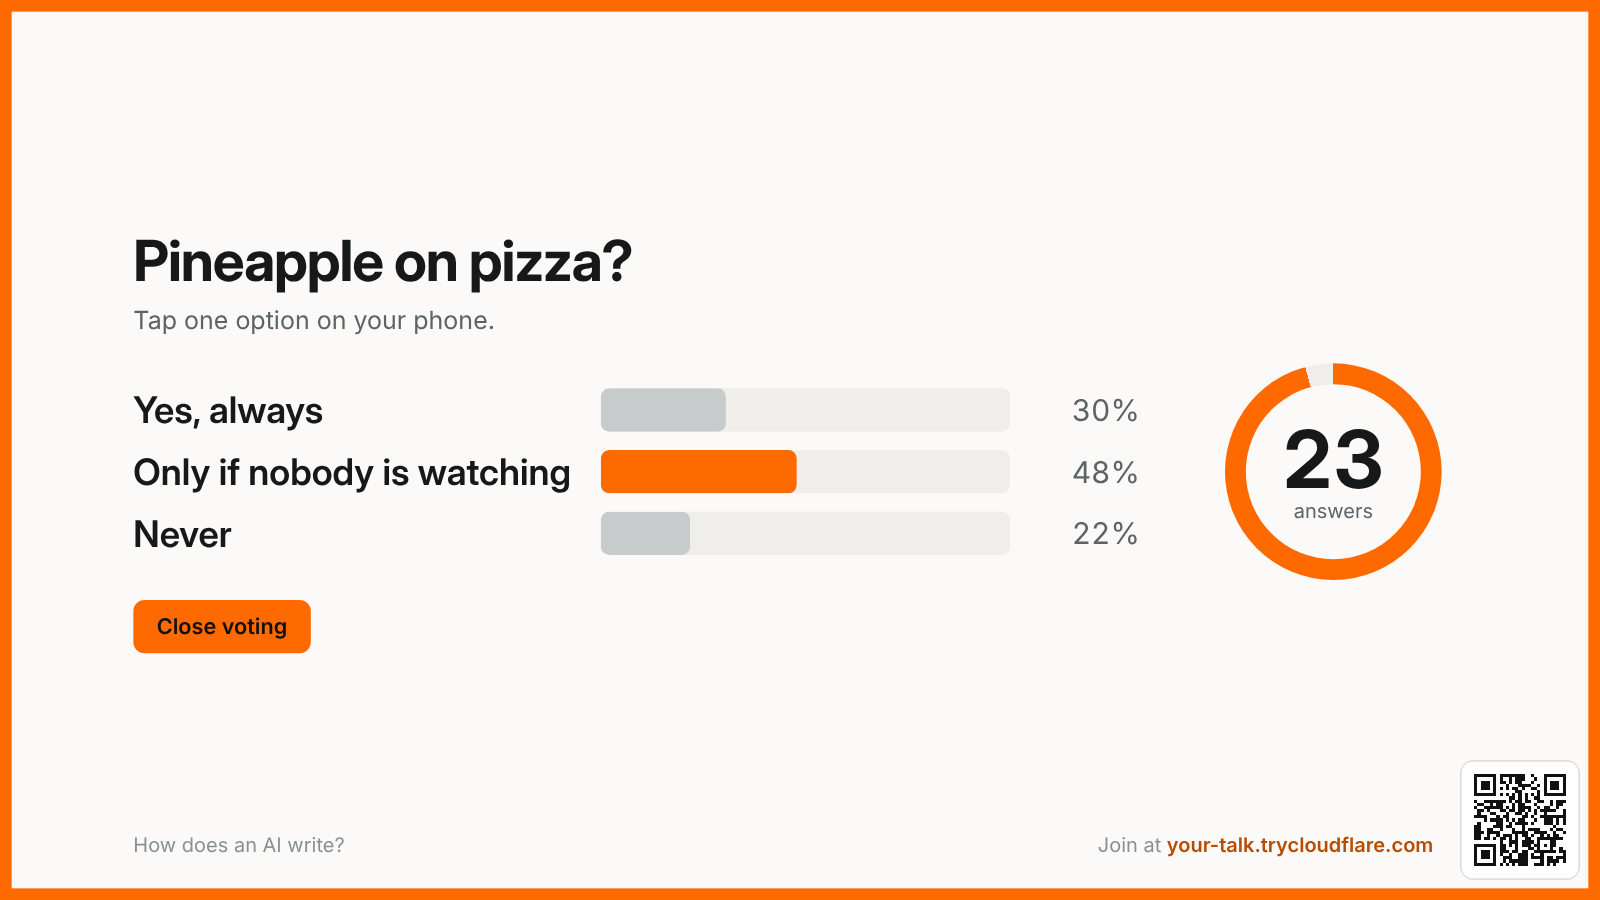 Pineapple on pizza?
Tap one option on your phone.
Yes, always 30%
Only if nobody is watching 48%
Never 22%
23
answers
Close voting
How does an AI write?
Join at your-talk.trycloudflare.com